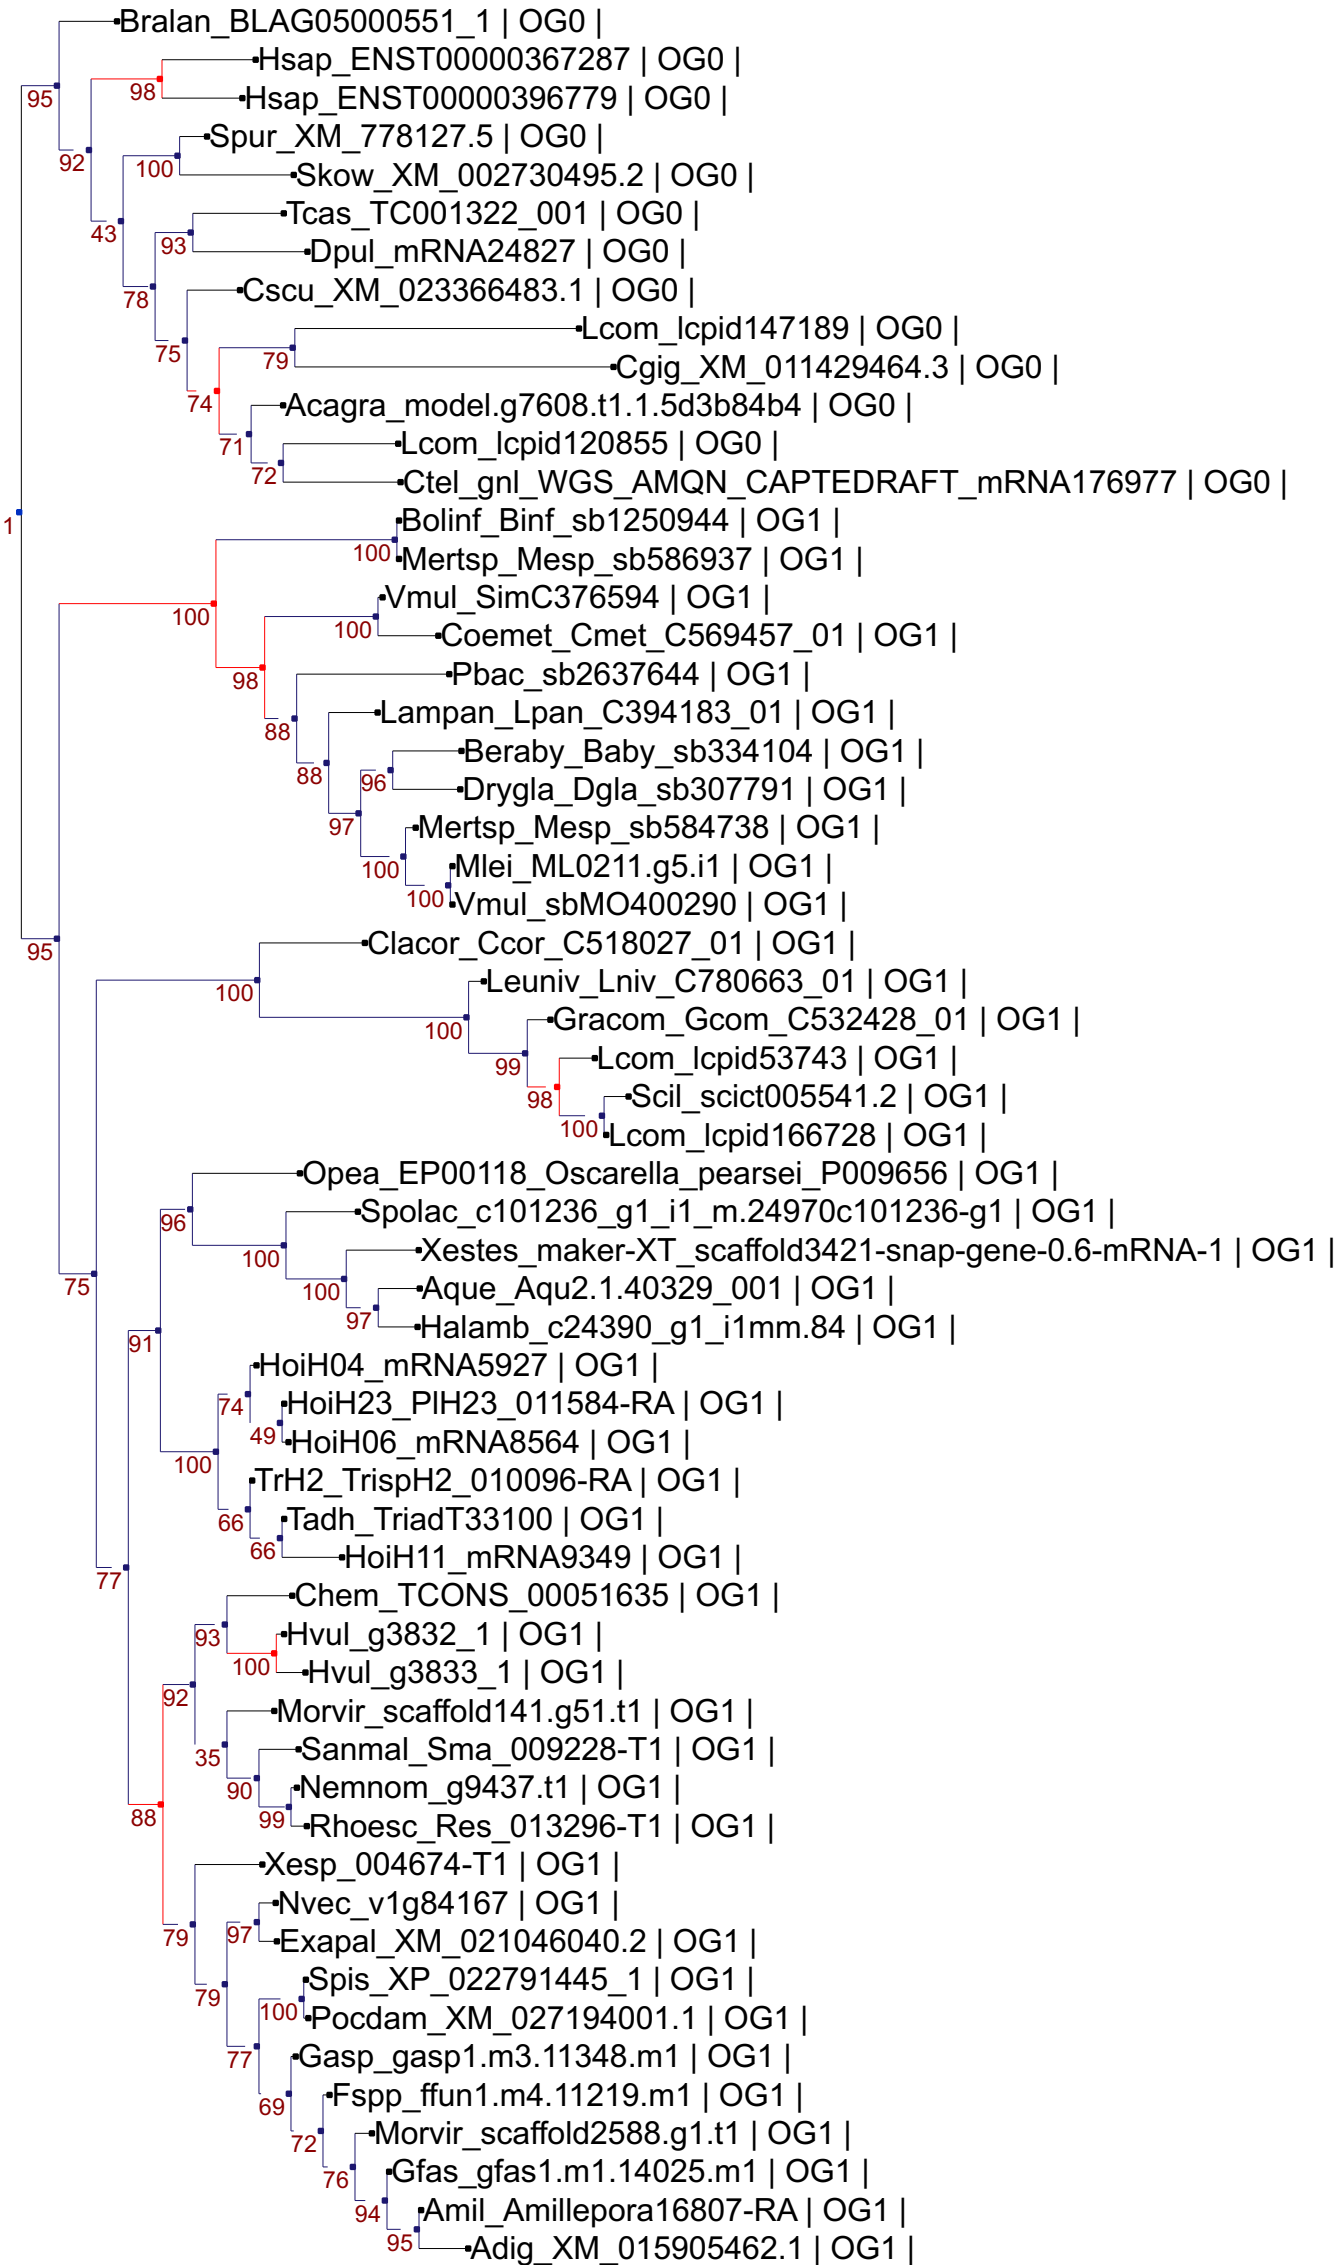 Bralan_BLAG05000551_1 | OG0 |
Hsap_ENST00000367287 | OG0 |
95
98
Hsap_ENST00000396779 | OG0 |
Spur_XM_778127.5 | OG0 |
92
100
Skow_XM_002730495.2 | OG0 |
Tcas_TC001322_001 | OG0 |
43
93
Dpul_mRNA24827 | OG0 |
78
Cscu_XM_023366483.1 | OG0 |
Lcom_lcpid147189 | OG0 |
75
79
Cgig_XM_011429464.3 | OG0 |
74
Acagra_model.g7608.t1.1.5d3b84b4 | OG0 |
71
Lcom_lcpid120855 | OG0 |
72
Ctel_gnl_WGS_AMQN_CAPTEDRAFT_mRNA176977 | OG0 |
1
Bolinf_Binf_sb1250944 | OG1 |
100
Mertsp_Mesp_sb586937 | OG1 |
Vmul_SimC376594 | OG1 |
100
100
Coemet_Cmet_C569457_01 | OG1 |
98
Pbac_sb2637644 | OG1 |
88
Lampan_Lpan_C394183_01 | OG1 |
Beraby_Baby_sb334104 | OG1 |
88
96
Drygla_Dgla_sb307791 | OG1 |
97
Mertsp_Mesp_sb584738 | OG1 |
100
Mlei_ML0211.g5.i1 | OG1 |
100
Vmul_sbMO400290 | OG1 |
95
Clacor_Ccor_C518027_01 | OG1 |
100
Leuniv_Lniv_C780663_01 | OG1 |
100
Gracom_Gcom_C532428_01 | OG1 |
99
Lcom_lcpid53743 | OG1 |
98
Scil_scict005541.2 | OG1 |
100
Lcom_lcpid166728 | OG1 |
Opea_EP00118_Oscarella_pearsei_P009656 | OG1 |
96
Spolac_c101236_g1_i1_m.24970c101236-g1 | OG1 |
100
Xestes_maker-XT_scaffold3421-snap-gene-0.6-mRNA-1 | OG1 |
75
100
Aque_Aqu2.1.40329_001 | OG1 |
97
Halamb_c24390_g1_i1mm.84 | OG1 |
91
HoiH04_mRNA5927 | OG1 |
74
HoiH23_PlH23_011584-RA | OG1 |
49
HoiH06_mRNA8564 | OG1 |
100
TrH2_TrispH2_010096-RA | OG1 |
66
Tadh_TriadT33100 | OG1 |
66
HoiH11_mRNA9349 | OG1 |
77
Chem_TCONS_00051635 | OG1 |
93
Hvul_g3832_1 | OG1 |
100
Hvul_g3833_1 | OG1 |
92
Morvir_scaffold141.g51.t1 | OG1 |
35
Sanmal_Sma_009228-T1 | OG1 |
90
Nemnom_g9437.t1 | OG1 |
88
99
Rhoesc_Res_013296-T1 | OG1 |
Xesp_004674-T1 | OG1 |
Nvec_v1g84167 | OG1 |
79
97
Exapal_XM_021046040.2 | OG1 |
Spis_XP_022791445_1 | OG1 |
79
100
Pocdam_XM_027194001.1 | OG1 |
77
Gasp_gasp1.m3.11348.m1 | OG1 |
69
Fspp_ffun1.m4.11219.m1 | OG1 |
72
Morvir_scaffold2588.g1.t1 | OG1 |
76
Gfas_gfas1.m1.14025.m1 | OG1 |
94
Amil_Amillepora16807-RA | OG1 |
95
Adig_XM_015905462.1 | OG1 |